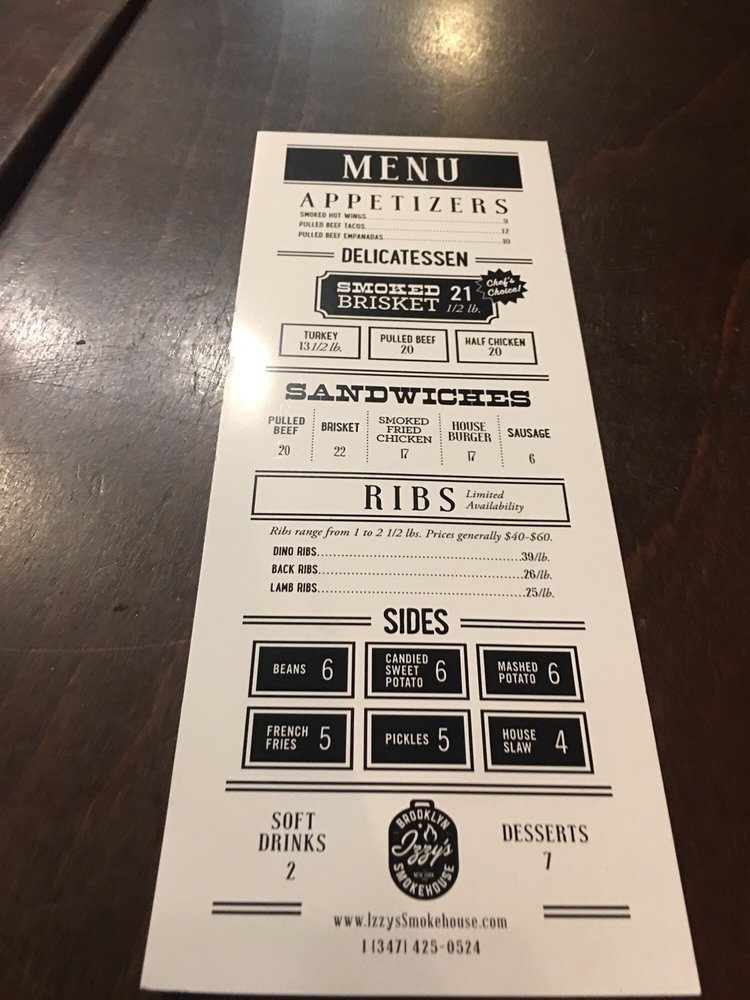 MENU
APPETIZERS
SMOKED HOT WINGS 9
PULLED BEEF TACOS 12
PULLED BEEF EMPANADAS 10
DELICATESSEN
SMOKED BRISKET 21 1/2 lb.
Chef's Choice!
TURKEY 13 1/2 lb.
PULLED BEEF 20
HALF CHICKEN 20
SANDWICHES
PULLED BEEF 20
BRISKET 22
SMOKED FRIED CHICKEN 17
HOUSE BURGER 17
SAUSAGE 6
RIBS Limited Availability
Ribs range from 1 to 2 1/2 lbs. Prices generally $40-$60.
DINO RIBS 39/lb.
BACK RIBS 26/lb.
LAMB RIBS 25/lb.
SIDES
BEANS 6
CANDIED SWEET POTATO 6
MASHED POTATO 6
FRENCH FRIES 5
PICKLES 5
HOUSE SLAW 4
SOFT DRINKS 2
BROOKLYN
Izzy's
NEW YORK
SMOKEHOUSE
DESSERTS 7
www.IzzysSmokehouse.com
1 (347) 425-0524